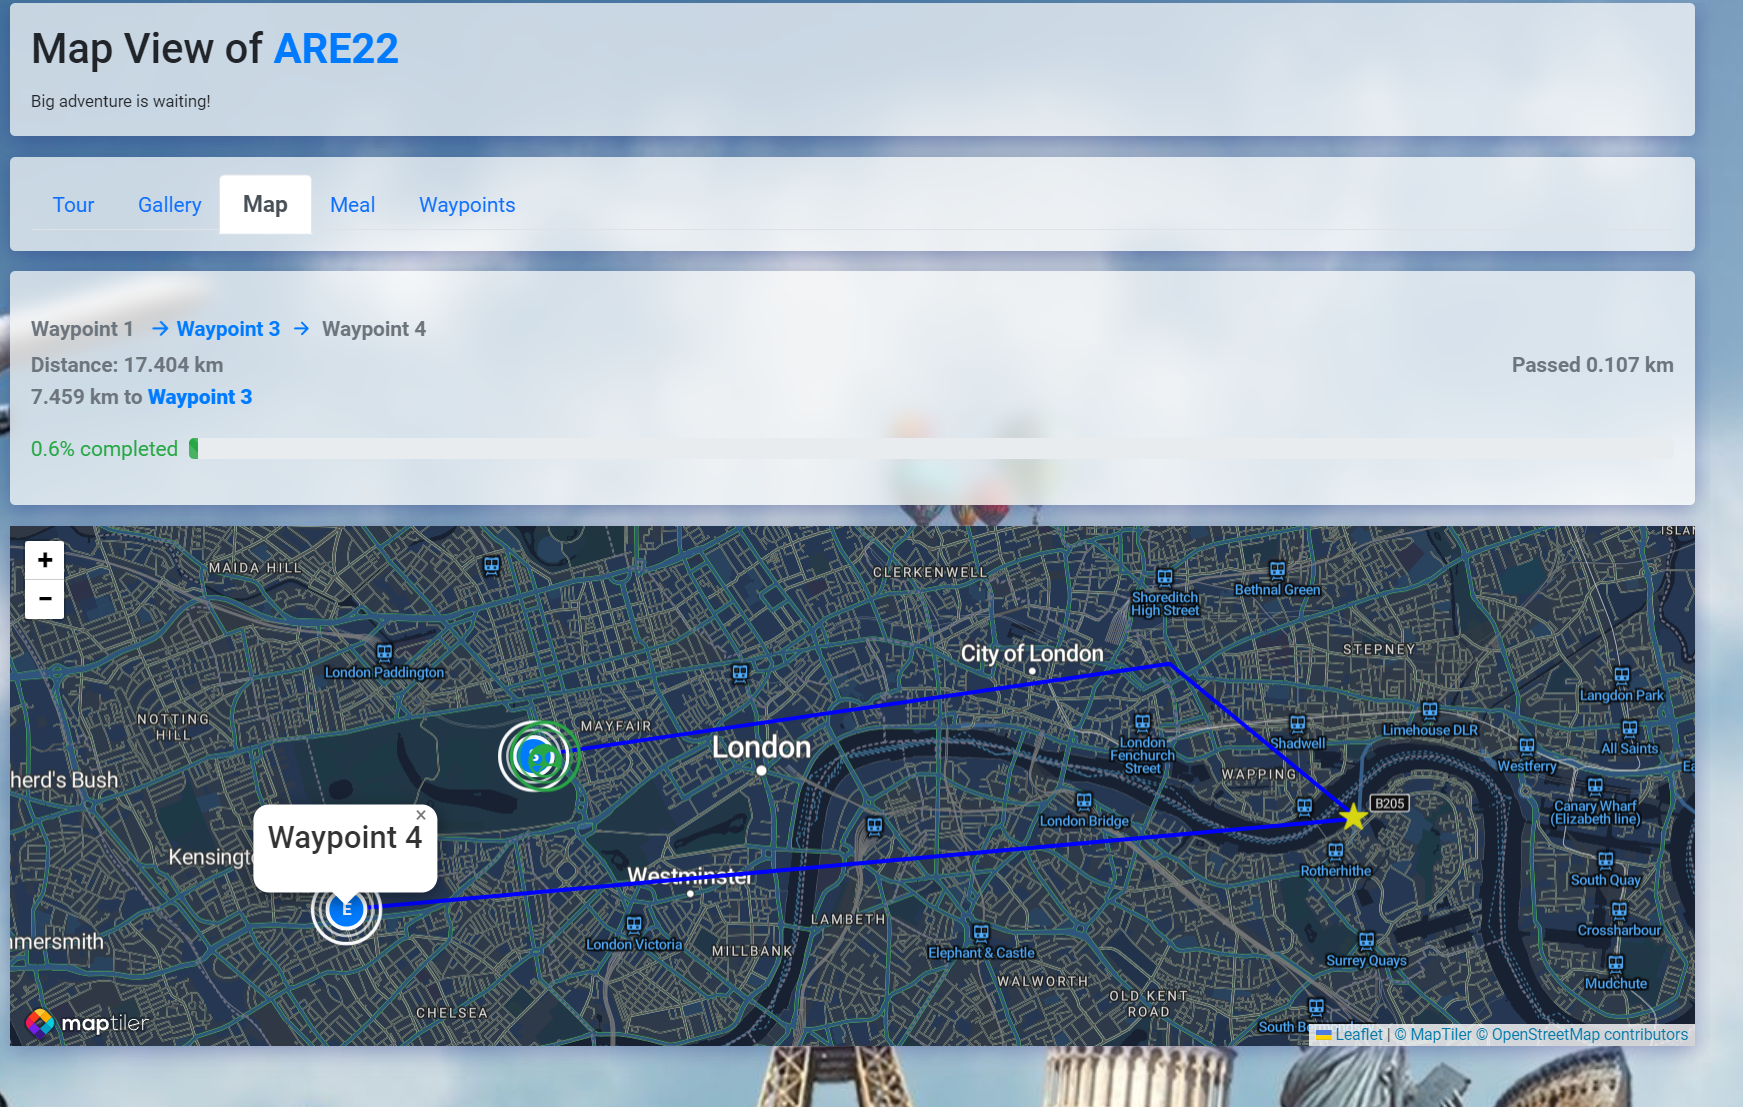 Map View of ARE22
Big adventure is waiting!
Tour Gallery Map Meal Waypoints
Waypoint 1 → Waypoint 3 → Waypoint 4
Distance: 17.404 km Passed 0.107 km
7.459 km to Waypoint 3
0.6% completed
+
−
MAIDA HILL
CLERKENWELL
Shoreditch
High Street
Bethnal Green
City of London
STEPNEY
London Paddington
Langdon Park
NOTTING
HILL
MAYFAIR
London
London
Fenchurch
Street
Shadwell
Limehouse DLR
All Saints
herd's Bush
WAPPING
Westferry
Waypoint 4
×
London Bridge
B205
Canary Wharf
(Elizabeth line)
Kensingt
Westminster
Rotherhithe
South Quay
E
LAMBETH
nmersmith
London Victoria
MILLBANK
Elephant & Castle
Crossharbour
Surrey Quays
WALWORTH
OLD KENT
ROAD
Mudchute
CHELSEA
maptiler
South B
Leaflet | © MapTiler © OpenStreetMap contributors